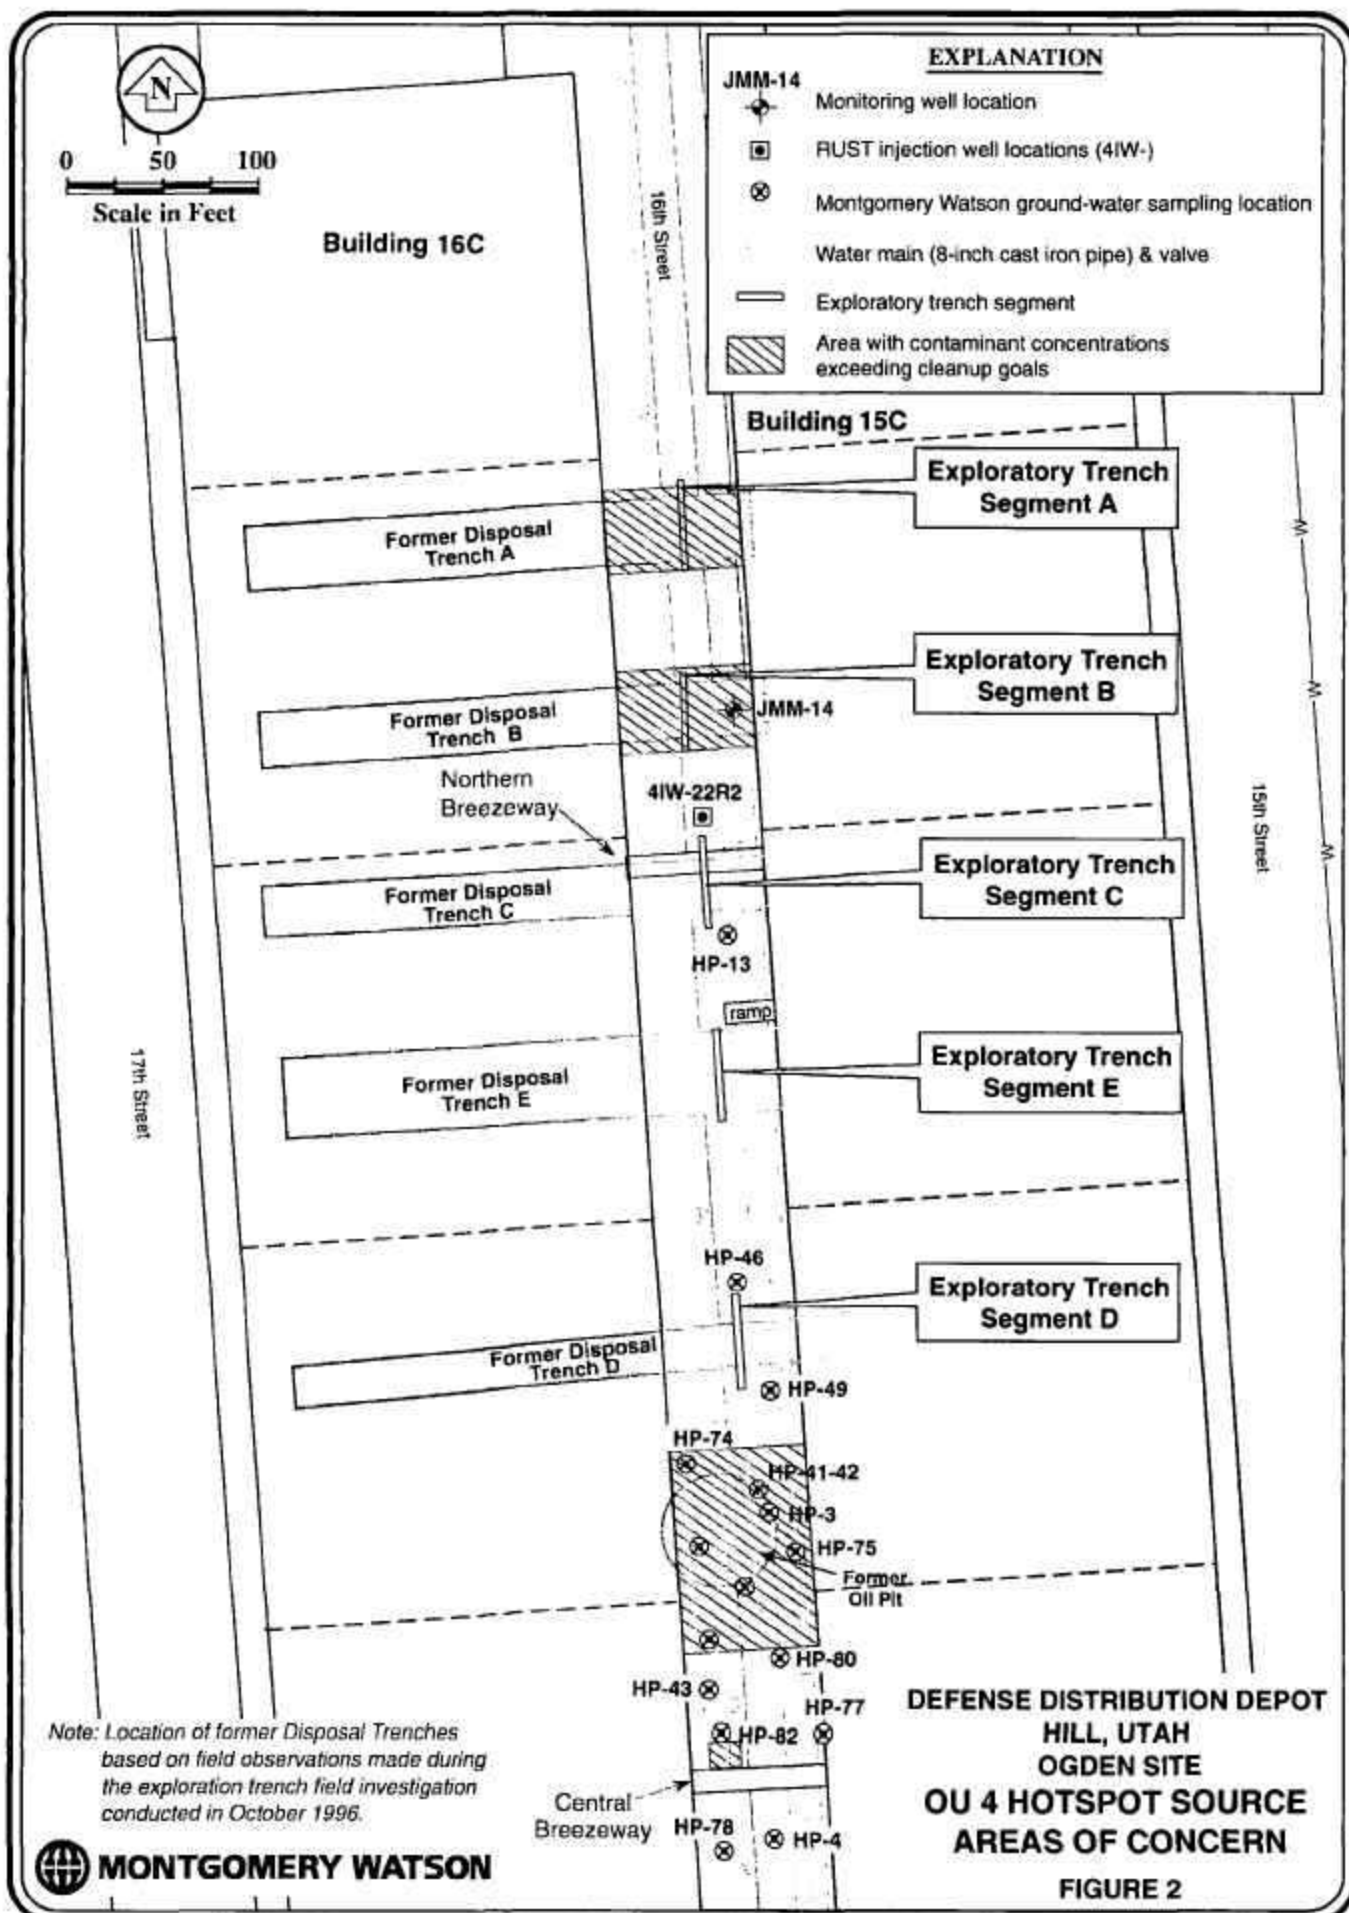 N
0 50 100
Scale in Feet
EXPLANATION
JMM-14
Monitoring well location
RUST injection well locations (4IW-)
Montgomery Watson ground-water sampling location
Water main (8-inch cast iron pipe) & valve
Exploratory trench segment
Area with contaminant concentrations
exceeding cleanup goals
Building 16C
16th Street
Building 15C
Exploratory Trench
Segment A
Former Disposal
Trench A
Exploratory Trench
Segment B
JMM-14
Former Disposal
Trench B
Northern
Breezeway
4IW-22R2
15th Street
W
W
W
Exploratory Trench
Segment C
Former Disposal
Trench C
HP-13
ramp
Exploratory Trench
Segment E
Former Disposal
Trench E
17th Street
HP-46
Exploratory Trench
Segment D
Former Disposal
Trench D
HP-49
HP-74
HP-41-42
HP-3
HP-75
Former
Oil Pit
HP-80
HP-43
HP-77
HP-82
Central
Breezeway
HP-78
HP-4
Note: Location of former Disposal Trenches
based on field observations made during
the exploration trench field investigation
conducted in October 1996.
MONTGOMERY WATSON
DEFENSE DISTRIBUTION DEPOT
HILL, UTAH
OGDEN SITE
OU 4 HOTSPOT SOURCE
AREAS OF CONCERN
FIGURE 2